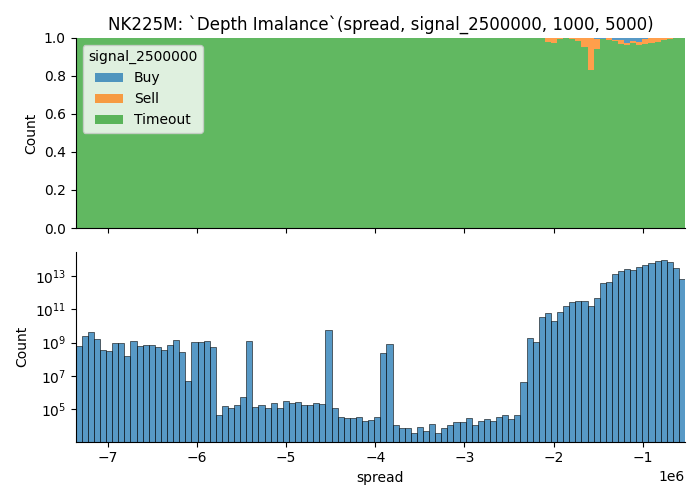 NK225M: `Depth Imalance`(spread, signal_2500000, 1000, 5000)
1.0
0.8
0.6
0.4
0.2
0.0
Count
signal_2500000
Buy
Sell
Timeout
10^13
10^11
10^9
10^7
10^5
Count
−7
−6
−5
−4
−3
−2
−1
1e6
spread